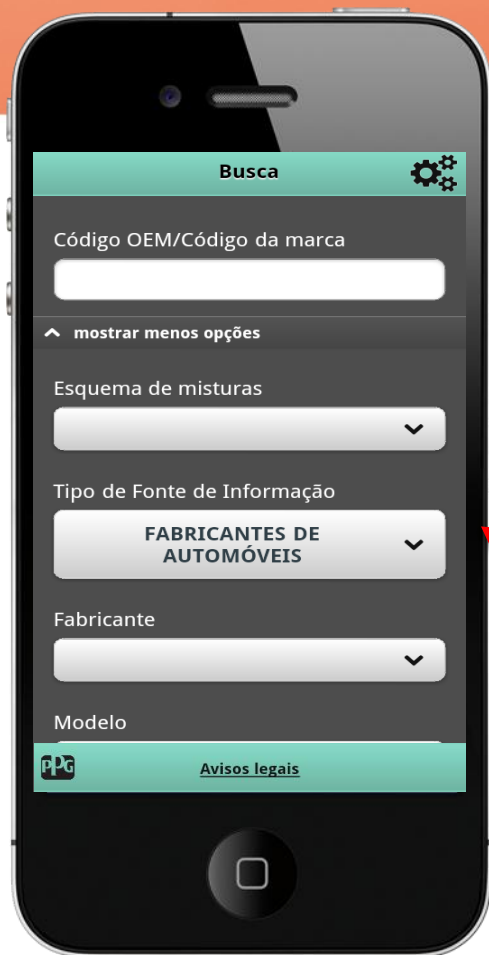 Busca
Código OEM/Código da marca
mostrar menos opções
Esquema de misturas
Tipo de Fonte de Informação
FABRICANTES DE
AUTOMÓVEIS
Fabricante
Modelo
PPG
Avisos legais